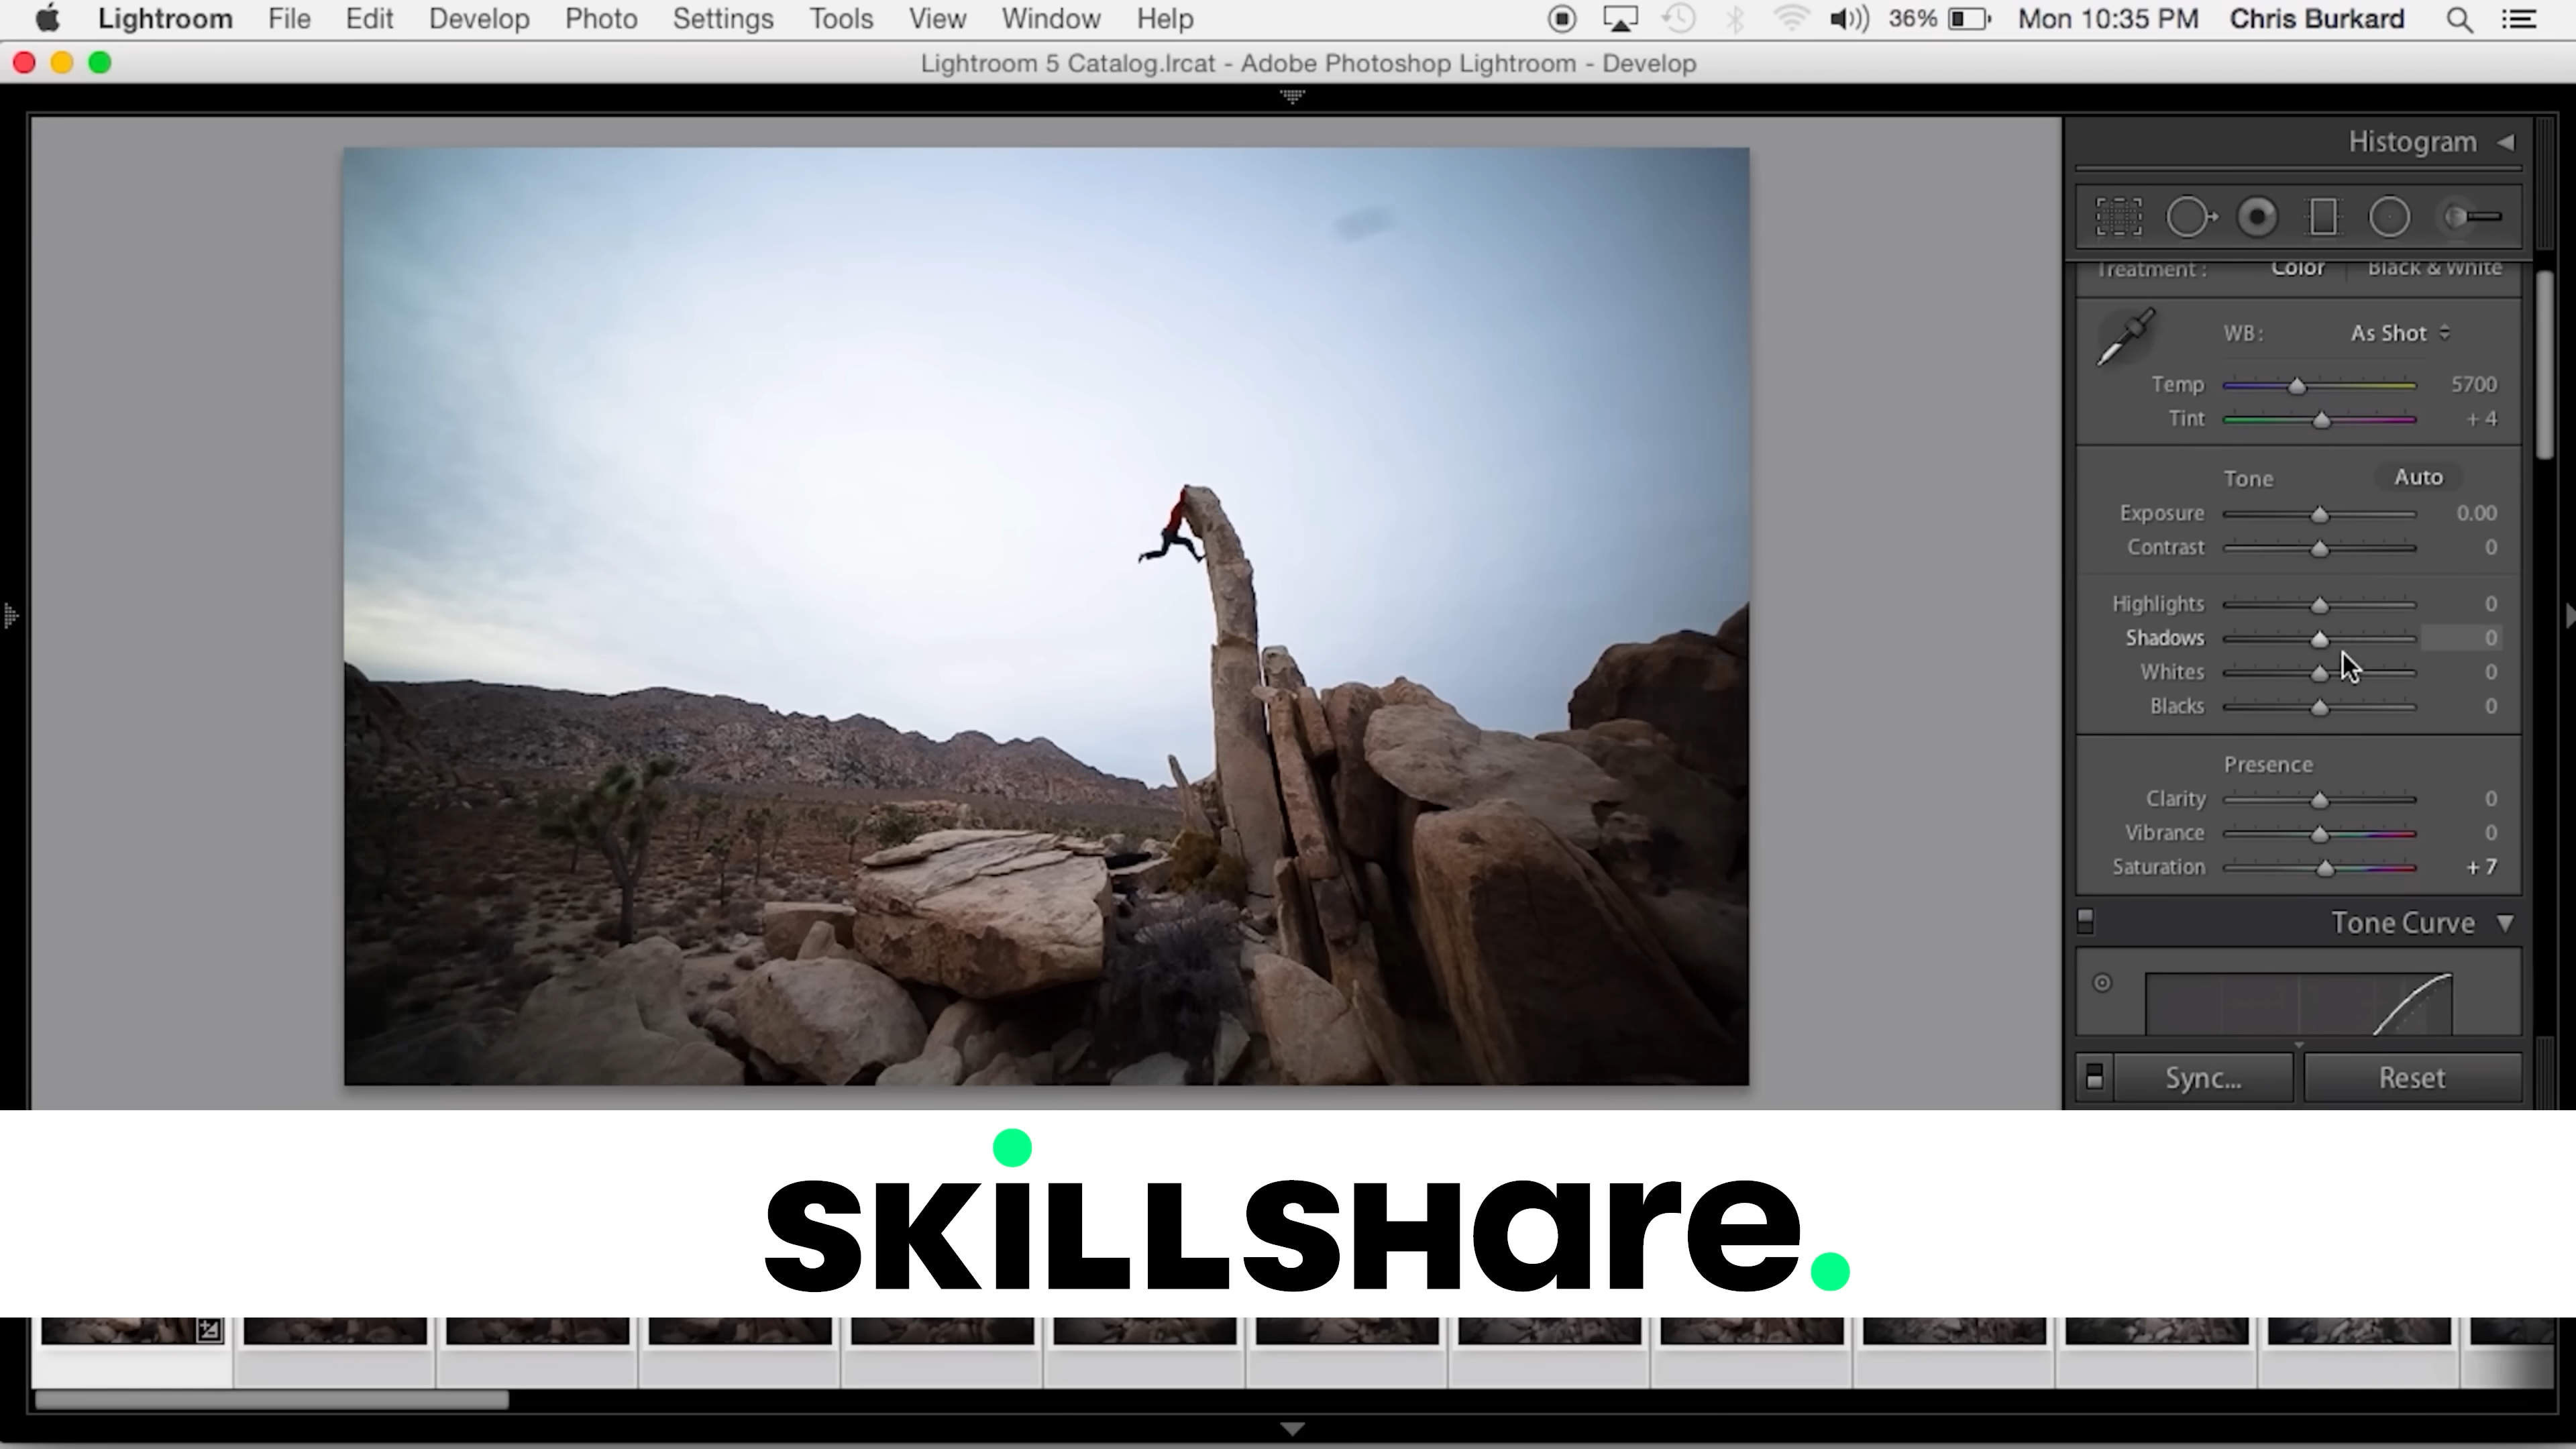 Lightroom File Edit Develop Photo Settings Tools View Window Help 36% Mon 10:35 PM Chris Burkard
Lightroom 5 Catalog.lrcat - Adobe Photoshop Lightroom - Develop
Histogram
Treatment : Color Black & White
WB: As Shot
Temp 5700
Tint + 4
Tone Auto
Exposure 0.00
Contrast 0
Highlights 0
Shadows 0
Whites 0
Blacks 0
Presence
Clarity 0
Vibrance 0
Saturation + 7
Tone Curve
Sync... Reset
SKILLSHare.